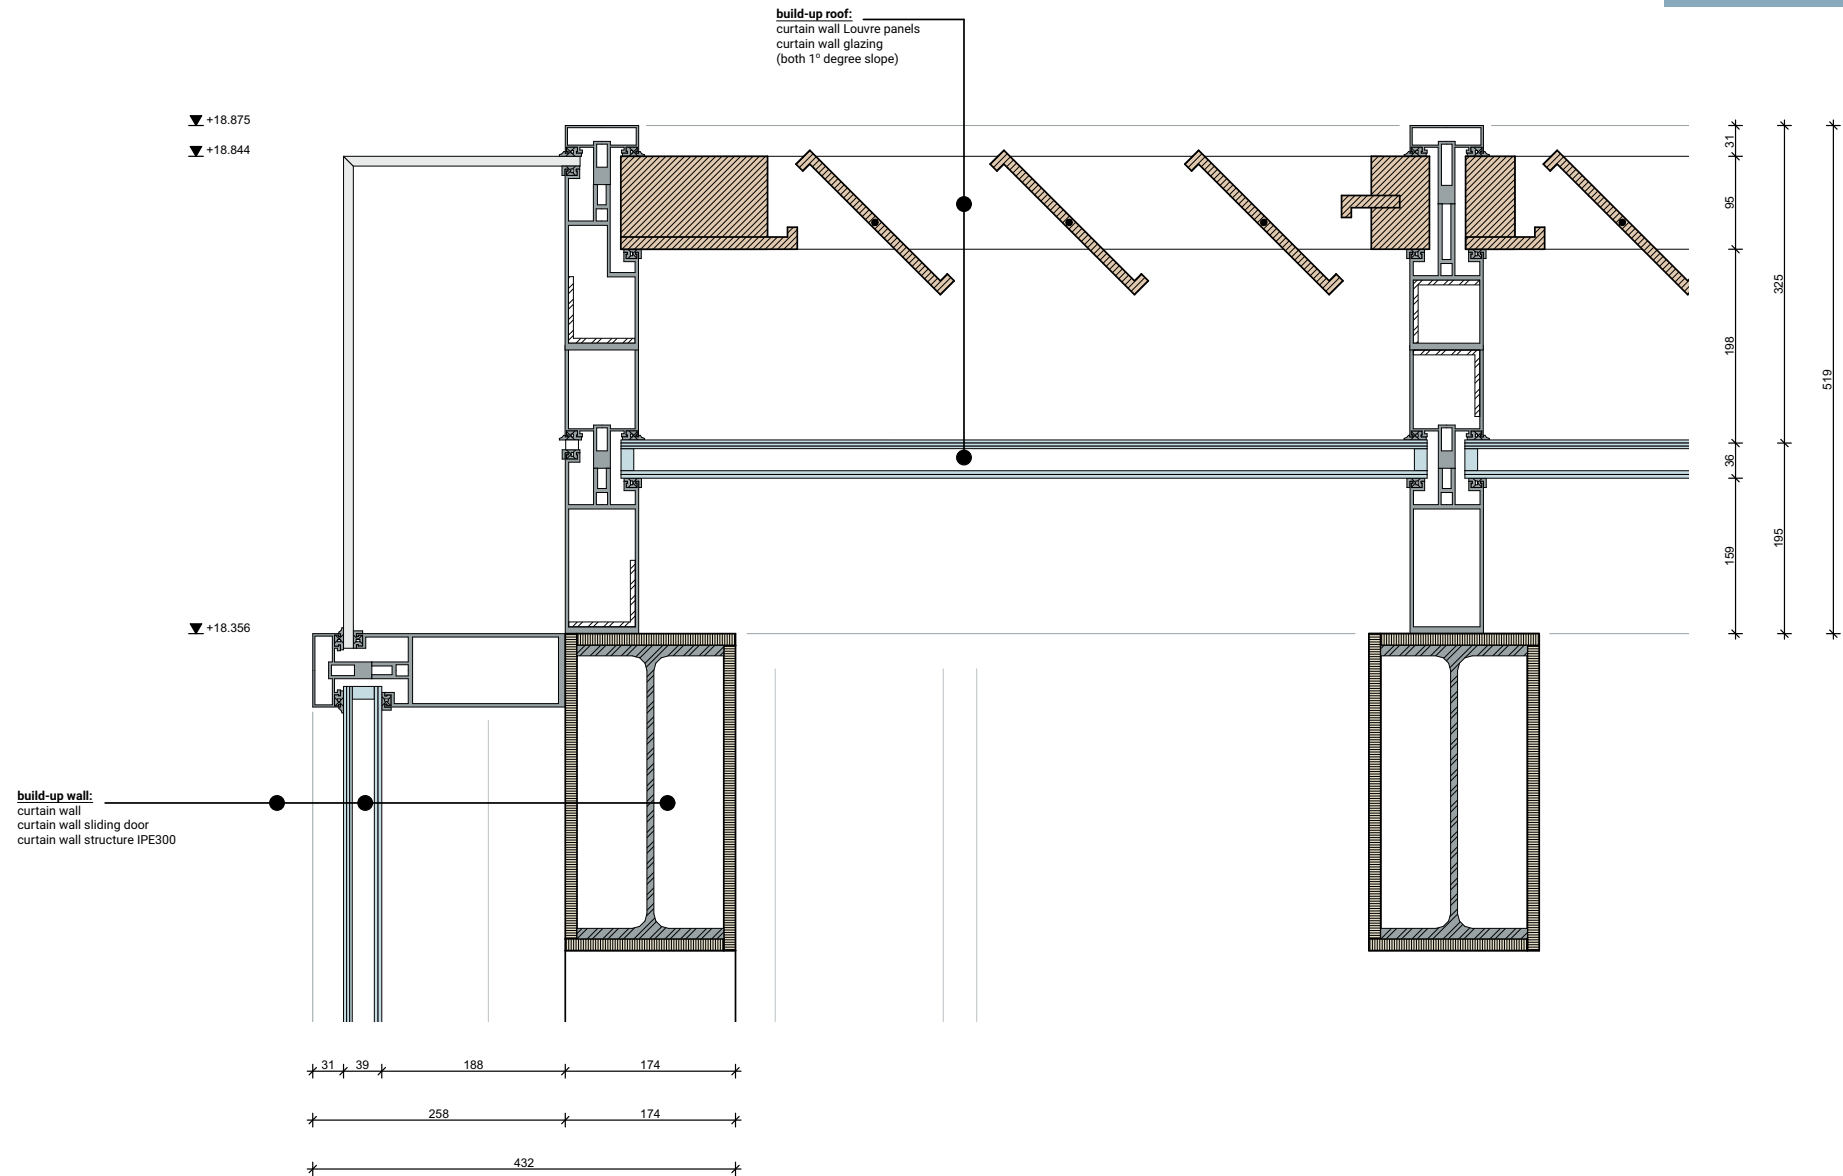 build-up roof:
curtain wall Louvre panels
curtain wall glazing
(both 1° degree slope)
+18.875
+18.844
31
95
325
198
519
36
195
159
+18.356
build-up wall:
curtain wall
curtain wall sliding door
curtain wall structure IPE300
31 39 188 174
258 174
432